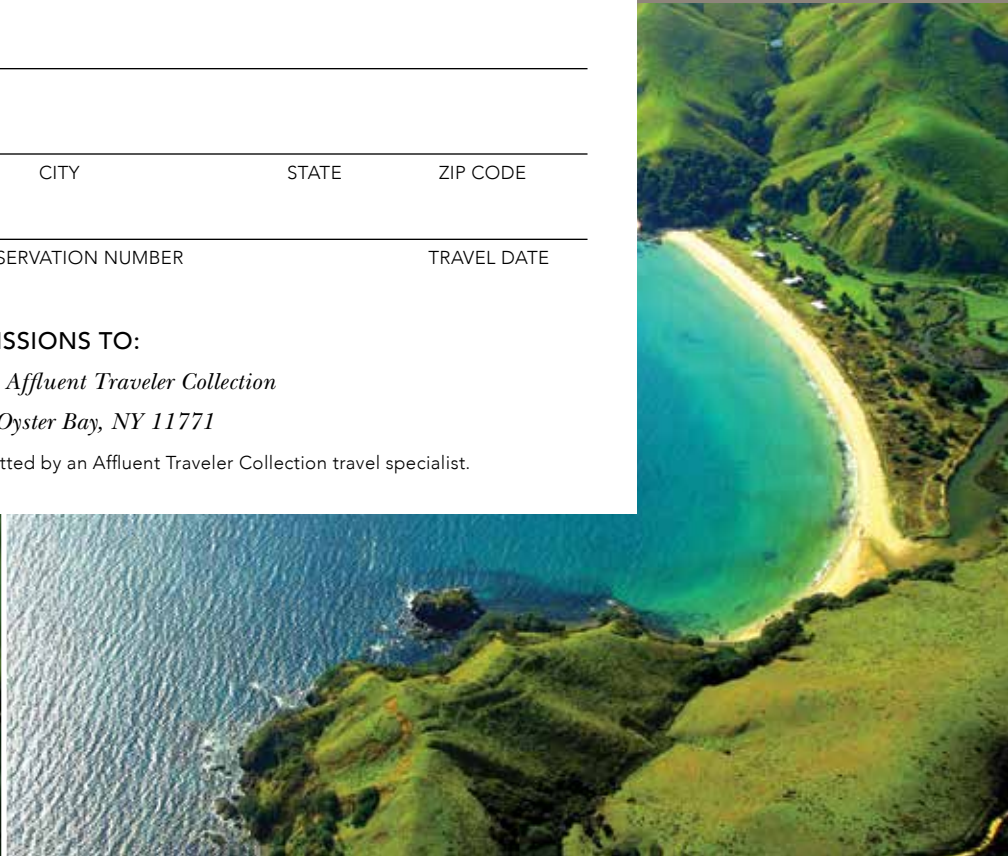 CITY STATE ZIP CODE
SERVATION NUMBER TRAVEL DATE
SSIONS TO:
Affluent Traveler Collection
Oyster Bay, NY 11771
tted by an Affluent Traveler Collection travel specialist.